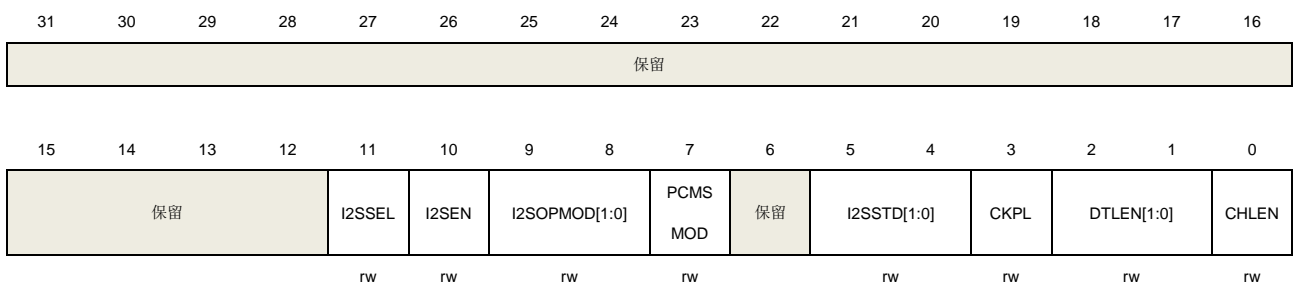 31 30 29 28 27 26 25 24 23 22 21 20 19 18 17 16
保留
15 14 13 12 11 10 9 8 7 6 5 4 3 2 1 0
保留 I2SSEL I2SEN I2SOPMOD[1:0] PCMS MOD 保留 I2SSTD[1:0] CKPL DTLEN[1:0] CHLEN
rw rw rw rw rw rw rw rw